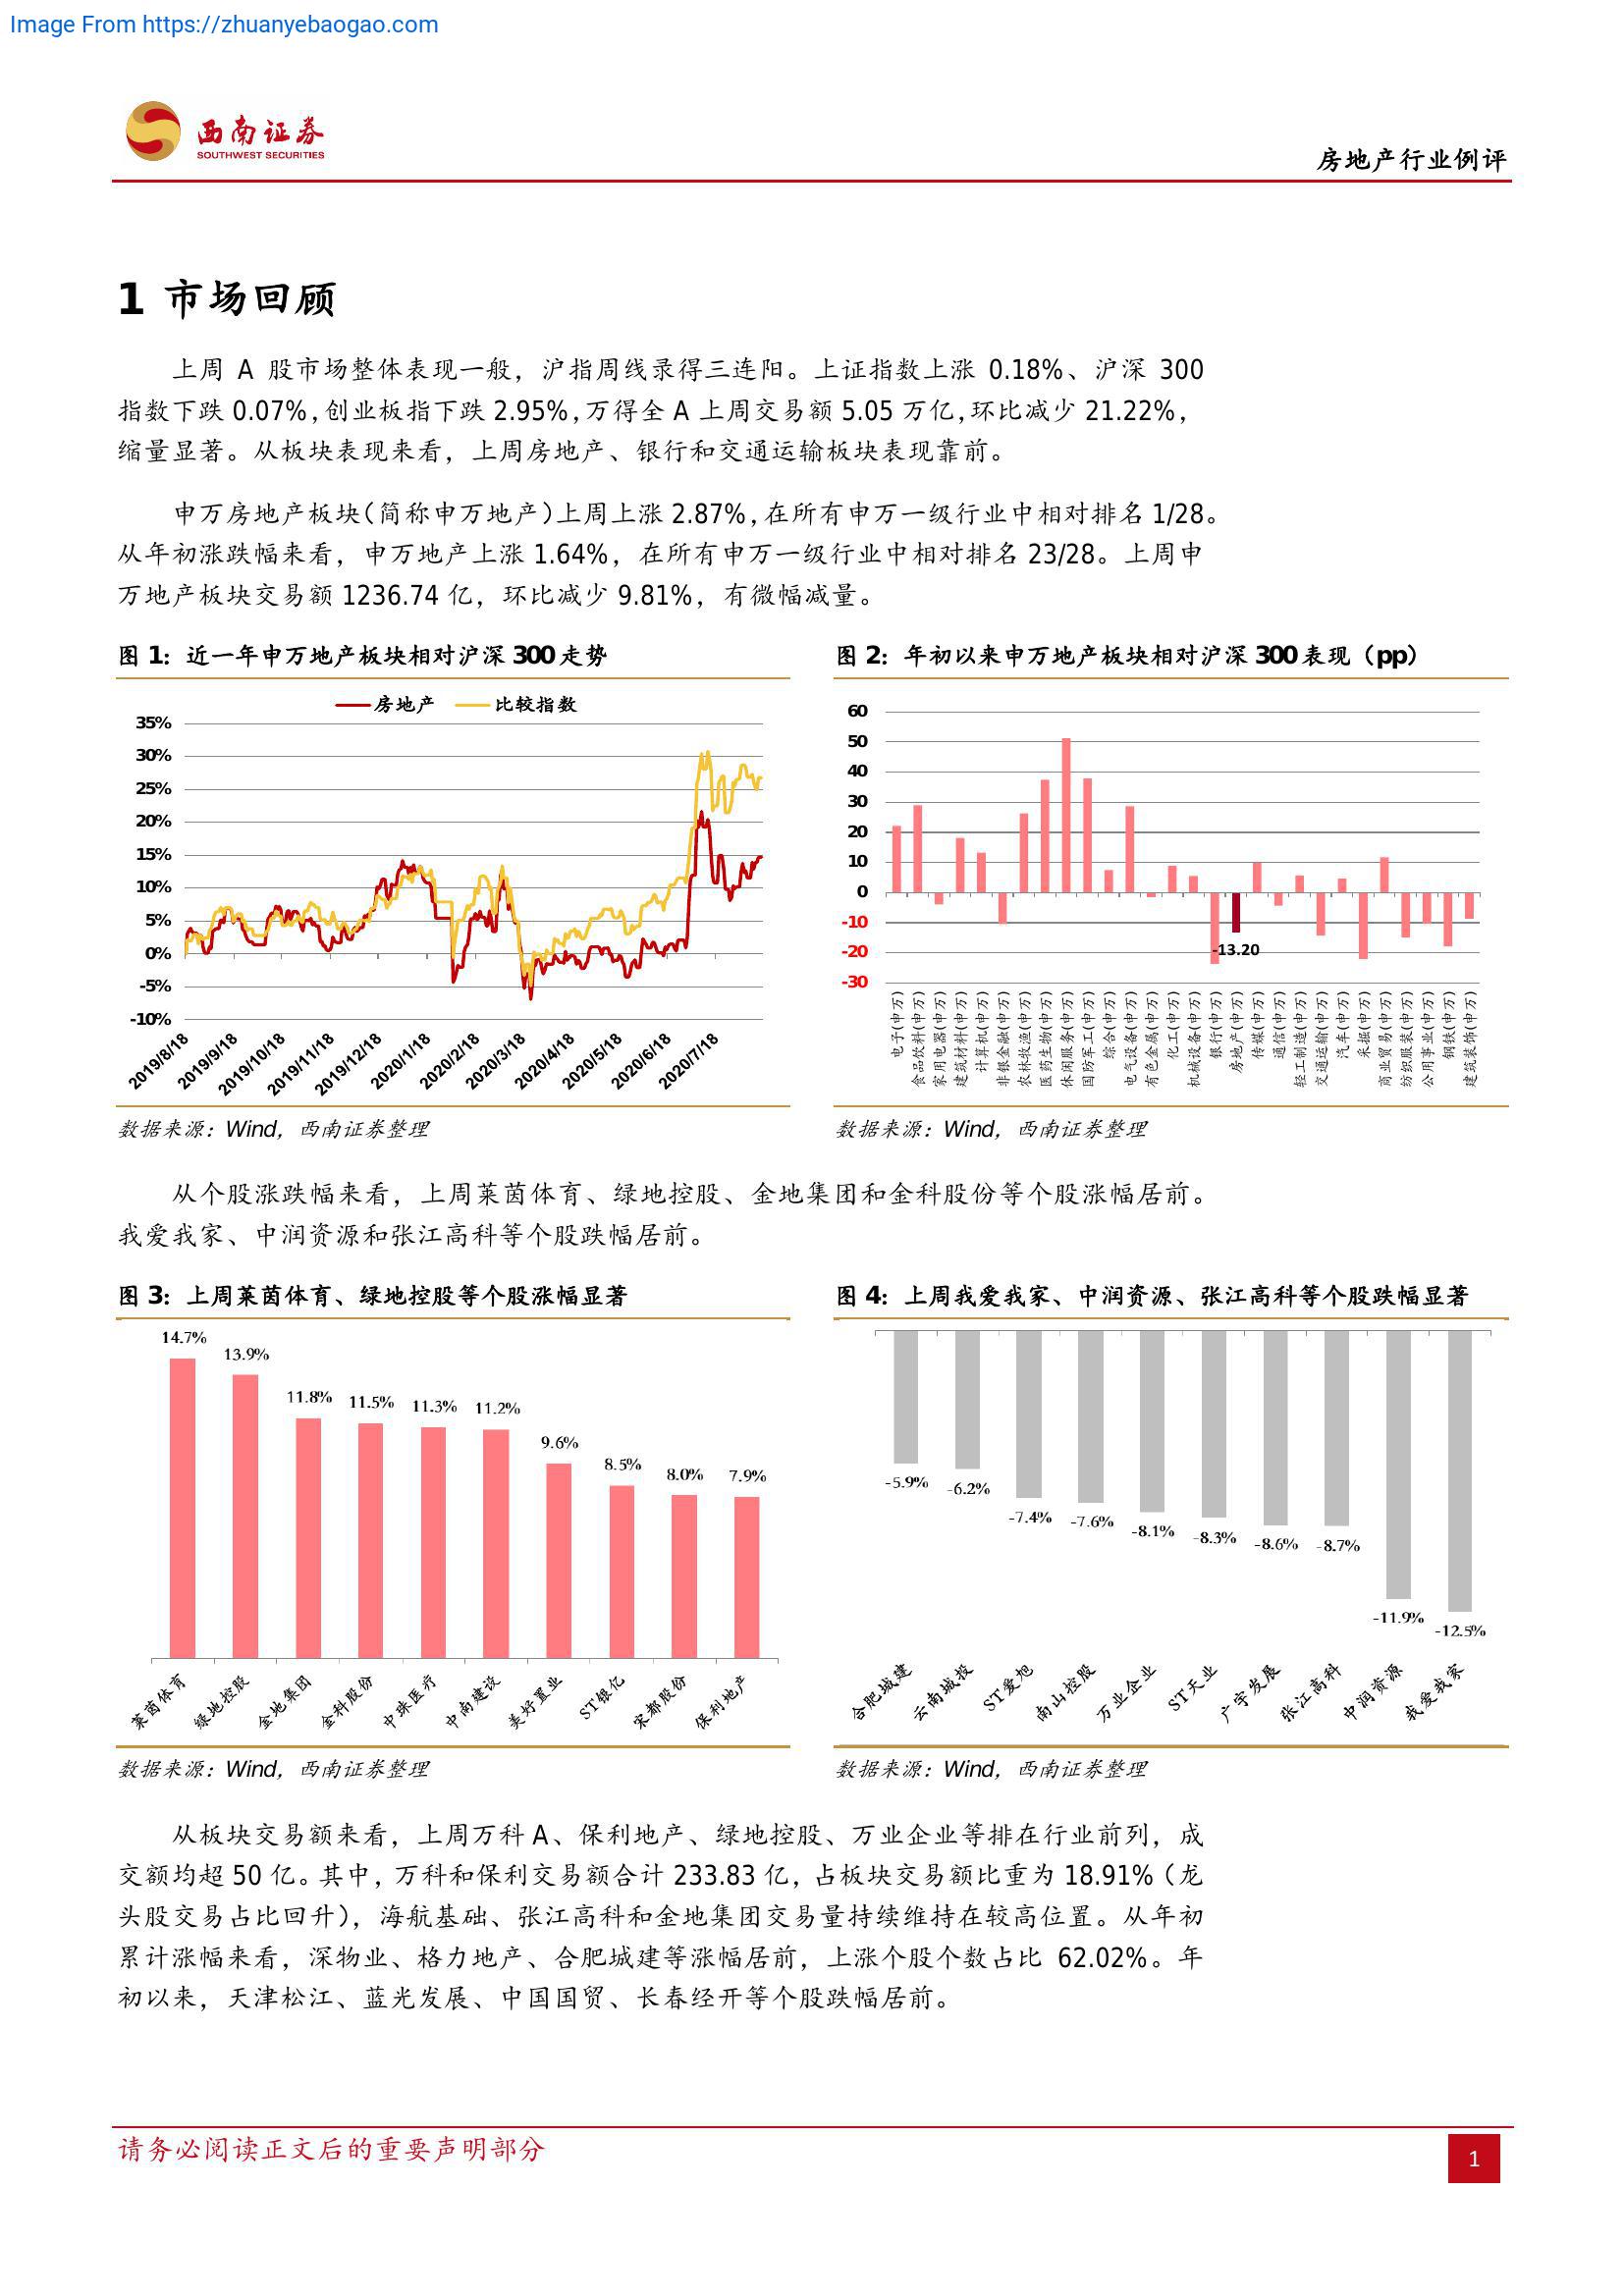 Image From https://zhuanyebaogao.com
西南证券
SOUTHWEST SECURITIES
房地产行业例评
1 市场回顾
上周 A 股市场整体表现一般，沪指周线录得三连阳。上证指数上涨 0.18%、沪深 300
指数下跌 0.07%，创业板指下跌 2.95%，万得全 A 上周交易额 5.05 万亿，环比减少 21.22%，
缩量显著。从板块表现来看，上周房地产、银行和交通运输板块表现靠前。
申万房地产板块（简称申万地产）上周上涨 2.87%，在所有申万一级行业中相对排名 1/28。
从年初涨跌幅来看，申万地产上涨 1.64%，在所有申万一级行业中相对排名 23/28。上周申
万地产板块交易额 1236.74 亿，环比减少 9.81%，有微幅减量。
图 1：近一年申万地产板块相对沪深 300 走势
房地产 比较指数
35%
30%
25%
20%
15%
10%
5%
0%
-5%
-10%
2019/8/18
2019/9/18
2019/10/18
2019/11/18
2019/12/18
2020/1/18
2020/2/18
2020/3/18
2020/4/18
2020/5/18
2020/6/18
2020/7/18
数据来源：Wind，西南证券整理
图 2：年初以来申万地产板块相对沪深 300 表现（pp）
60
50
40
30
20
10
0
-10
-20
-30
-13.20
电子(申万)
食品饮料(申万)
家用电器(申万)
建筑材料(申万)
计算机(申万)
非银金融(申万)
农林牧渔(申万)
医药生物(申万)
休闲服务(申万)
国防军工(申万)
综合(申万)
电气设备(申万)
有色金属(申万)
化工(申万)
机械设备(申万)
银行(申万)
房地产(申万)
传媒(申万)
通信(申万)
轻工制造(申万)
交通运输(申万)
汽车(申万)
采掘(申万)
商业贸易(申万)
纺织服装(申万)
公用事业(申万)
钢铁(申万)
建筑装饰(申万)
数据来源：Wind，西南证券整理
从个股涨跌幅来看，上周莱茵体育、绿地控股、金地集团和金科股份等个股涨幅居前。
我爱我家、中润资源和张江高科等个股跌幅居前。
图 3：上周莱茵体育、绿地控股等个股涨幅显著
14.7%
13.9%
11.8%
11.5%
11.3%
11.2%
9.6%
8.5%
8.0%
7.9%
莱茵体育
绿地控股
金地集团
金科股份
中珠医疗
中南建设
美好置业
ST银亿
宋都股份
保利地产
数据来源：Wind，西南证券整理
图 4：上周我爱我家、中润资源、张江高科等个股跌幅显著
-5.9%
-6.2%
-7.4%
-7.6%
-8.1%
-8.3%
-8.6%
-8.7%
-11.9%
-12.5%
合肥城建
云南城投
ST爱旭
南山控股
万业企业
ST天业
广宇发展
张江高科
中润资源
我爱我家
数据来源：Wind，西南证券整理
从板块交易额来看，上周万科 A、保利地产、绿地控股、万业企业等排在行业前列，成
交额均超 50 亿。其中，万科和保利交易额合计 233.83 亿，占板块交易额比重为 18.91%（龙
头股交易占比回升），海航基础、张江高科和金地集团交易量持续维持在较高位置。从年初
累计涨幅来看，深物业、格力地产、合肥城建等涨幅居前，上涨个股个数占比 62.02%。年
初以来，天津松江、蓝光发展、中国国贸、长春经开等个股跌幅居前。
请务必阅读正文后的重要声明部分
1